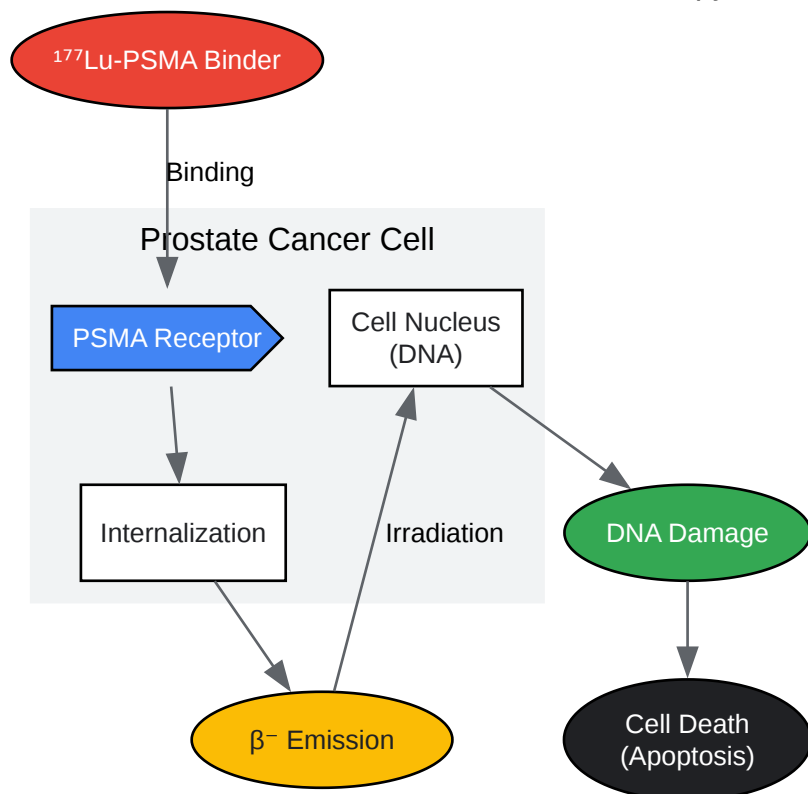 ¹⁷⁷Lu-PSMA Binder
Binding
Prostate Cancer Cell
PSMA Receptor
Cell Nucleus
(DNA)
Internalization
Irradiation
DNA Damage
β⁻ Emission
Cell Death
(Apoptosis)